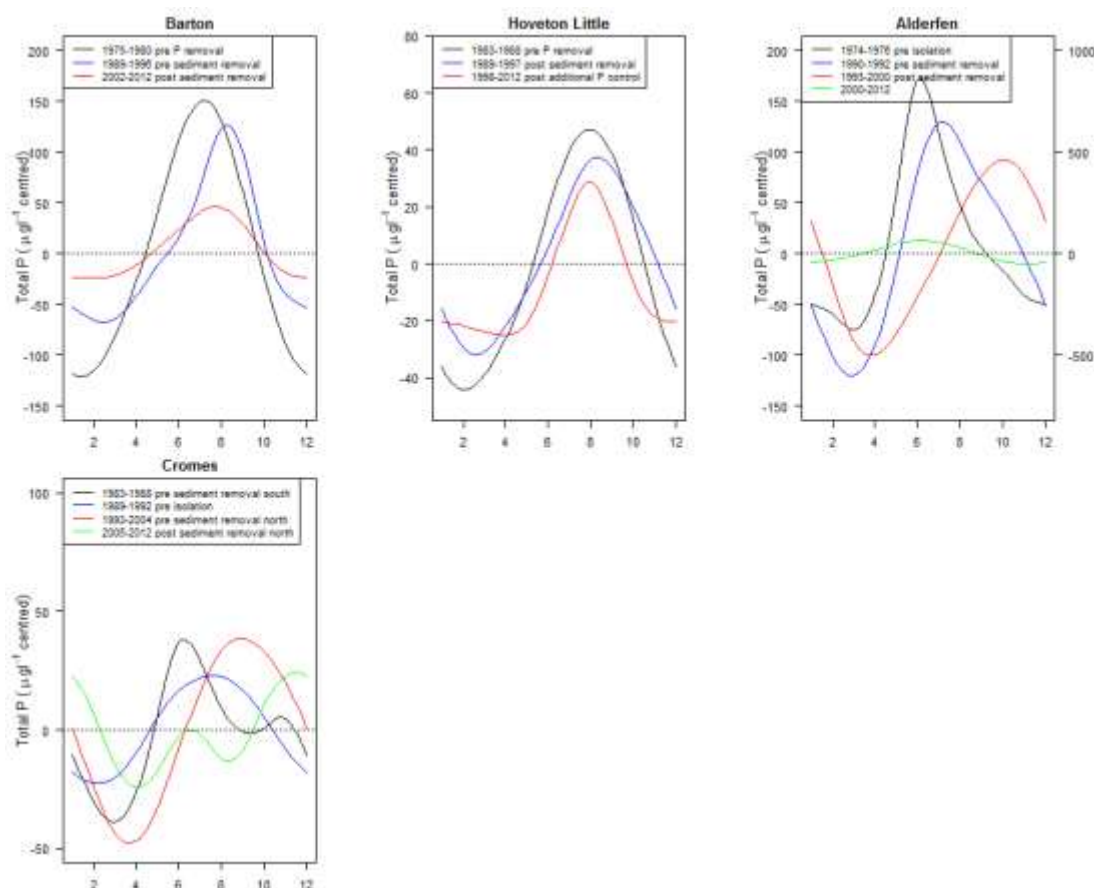 Barton
200
150
100
50
0
-50
-100
-150
Total P ( μgl⁻¹ centred)
1975-1980 pre P removal
1989-1996 pre sediment removal
2002-2012 post sediment removal
2 4 6 8 10 12
Hoveton Little
80
60
40
20
0
-20
-40
Total P ( μgl⁻¹ centred)
1983-1988 pre P removal
1989-1997 post sediment removal
1998-2012 post additional P control
2 4 6 8 10 12
Alderfen
200
150
100
50
0
-50
-100
-150
Total P ( μgl⁻¹ centred)
1974-1976 pre isolation
1990-1992 pre sediment removal
1993-2000 post sediment removal
2000-2012
1000
500
0
-500
2 4 6 8 10 12
Cromes
100
50
0
-50
Total P ( μgl⁻¹ centred)
1983-1988 pre sediment removal south
1989-1992 pre isolation
1993-2004 pre sediment removal north
2005-2012 post sediment removal north
2 4 6 8 10 12